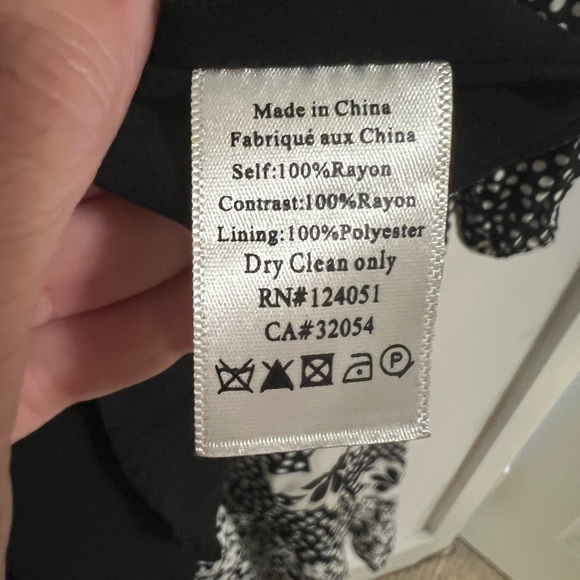 Made in China
Fabriqué aux China
Self:100%Rayon
Contrast:100%Rayon
Lining:100%Polyester
Dry Clean only
RN#124051
CA#32054
P